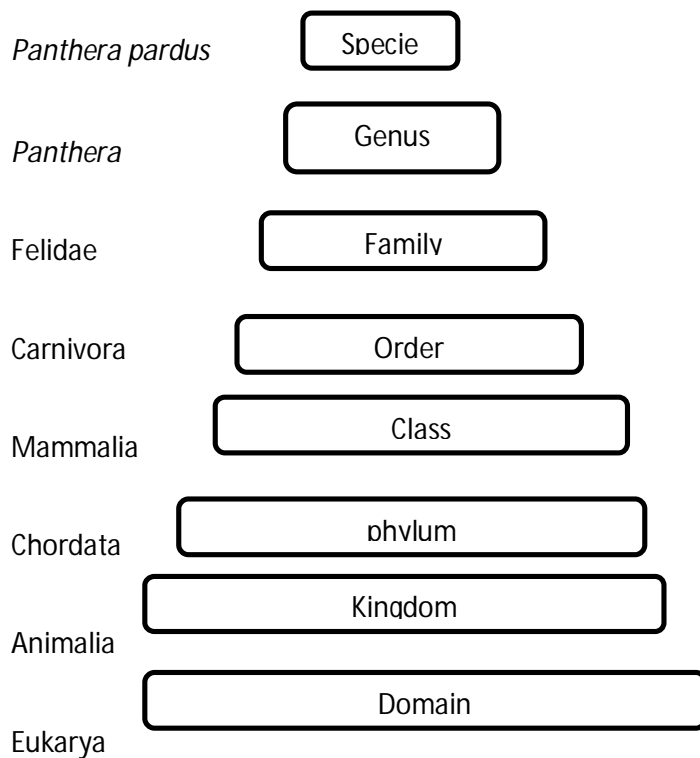 Panthera pardus Specie
Panthera Genus
Felidae Family
Carnivora Order
Mammalia Class
Chordata phylum
Animalia Kingdom
Eukarya Domain